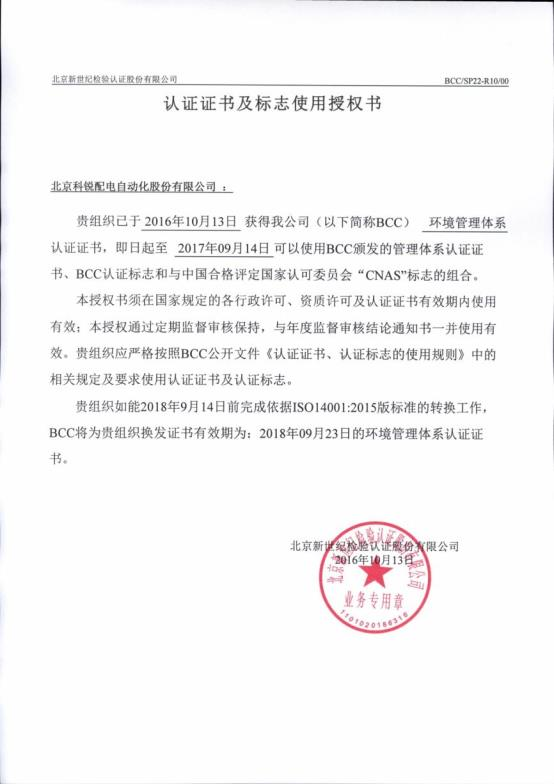 北京新世纪检验认证股份有限公司 BCC/SP22-R10/00
认证证书及标志使用授权书
北京科锐配电自动化股份有限公司 ：
贵组织已于 2016年10月13日 获得我公司（以下简称BCC） 环境管理体系
认证证书，即日起至 2017年09月14日 可以使用BCC颁发的管理体系认证证
书、BCC认证标志和与中国合格评定国家认可委员会“CNAS”标志的组合。
本授权书须在国家规定的各行政许可、资质许可及认证证书有效期内使用
有效；本授权通过定期监督审核保持，与年度监督审核结论通知书一并使用有
效。贵组织应严格按照BCC公开文件《认证证书、认证标志的使用规则》中的
相关规定及要求使用认证证书及认证标志。
贵组织如能2018年9月14日前完成依据ISO14001:2015版标准的转换工作，
BCC将为贵组织换发证书有效期为：2018年09月23日的环境管理体系认证证
书。
北京新世纪检验认证股份有限公司
2016年10月13日
北京新世纪检验认证股份有限公司
业务专用章
1101020186316